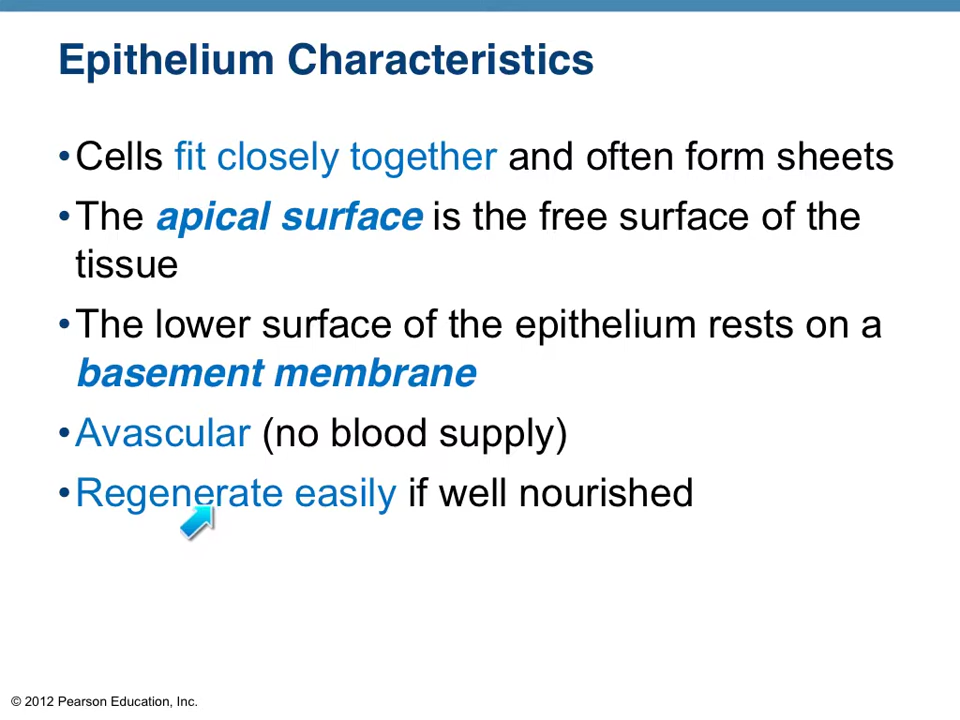 Epithelium Characteristics
•Cells fit closely together and often form sheets
•The apical surface is the free surface of the
tissue
•The lower surface of the epithelium rests on a
basement membrane
•Avascular (no blood supply)
•Regenerate easily if well nourished
© 2012 Pearson Education, Inc.